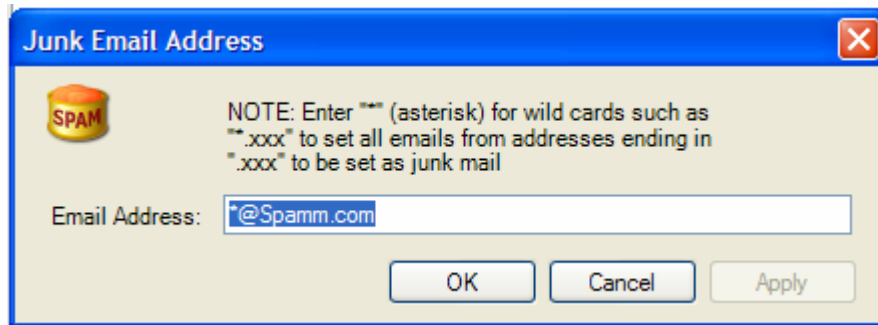 Junk Email Address
SPAM
NOTE: Enter "*" (asterisk) for wild cards such as
"*.xxx" to set all emails from addresses ending in
".xxx" to be set as junk mail
Email Address: *@Spamm.com
OK Cancel Apply